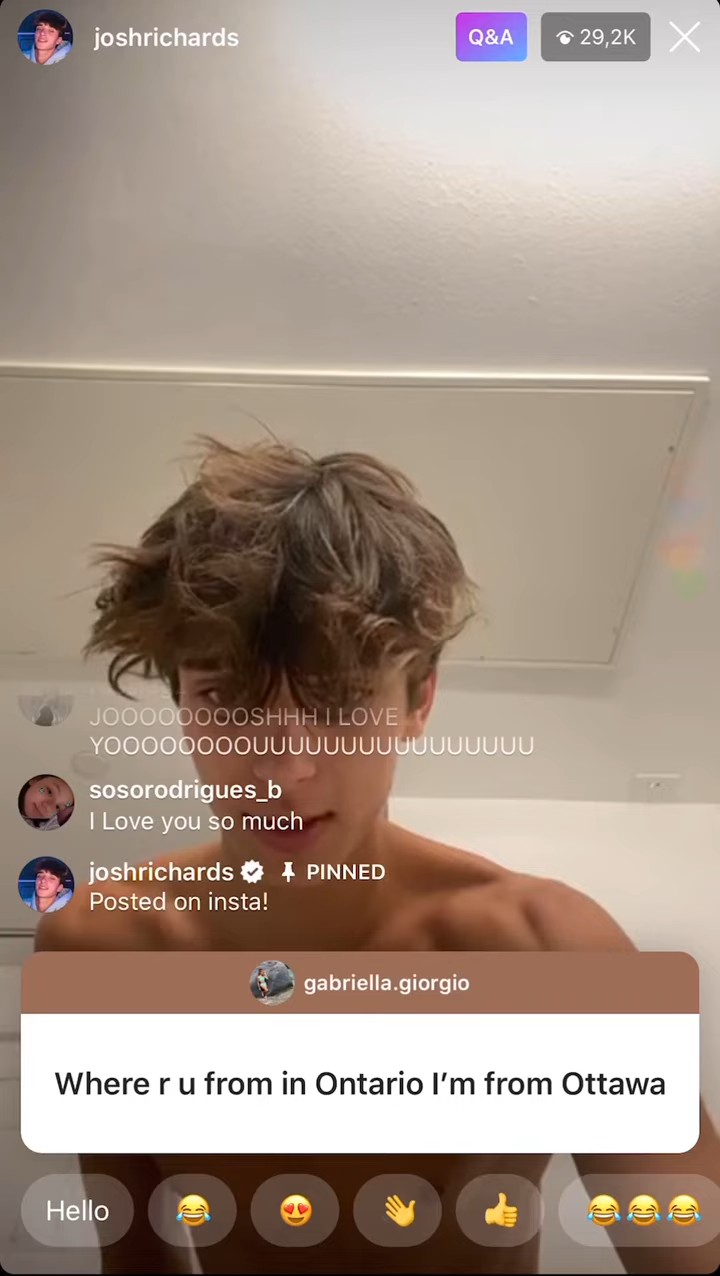 joshrichards
Q&A
29,2K
JOOOOOOOOSHHH I LOVE
YOOOOOOOOUUUUUUUUUUUUUUUUU
sosorodrigues_b
I Love you so much
joshrichards PINNED
Posted on insta!
gabriella.giorgio
Where r u from in Ontario I’m from Ottawa
Hello